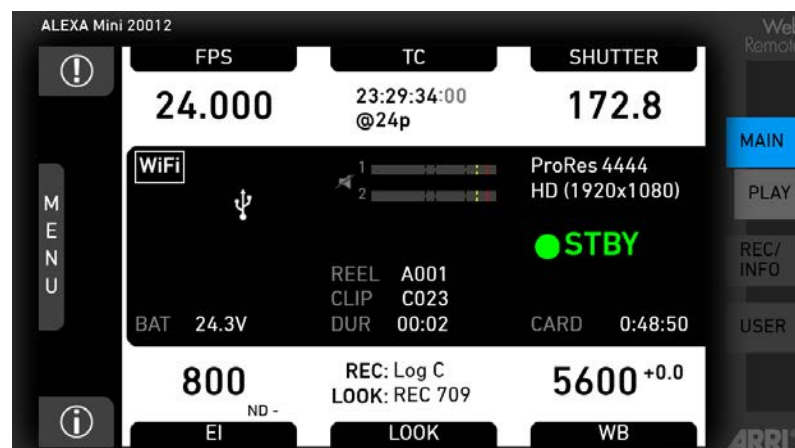 ALEXA Mini 20012
FPS
TC
SHUTTER
24.000
23:29:34:00
@24p
172.8
MENU
WiFi
1
2
ProRes 4444
HD (1920x1080)
STBY
REEL A001
CLIP C023
BAT 24.3V
DUR 00:02
CARD 0:48:50
800
ND -
REC: Log C
LOOK: REC 709
5600 +0.0
EI
LOOK
WB
Web
Remote
MAIN
PLAY
REC/
INFO
USER
ARRI